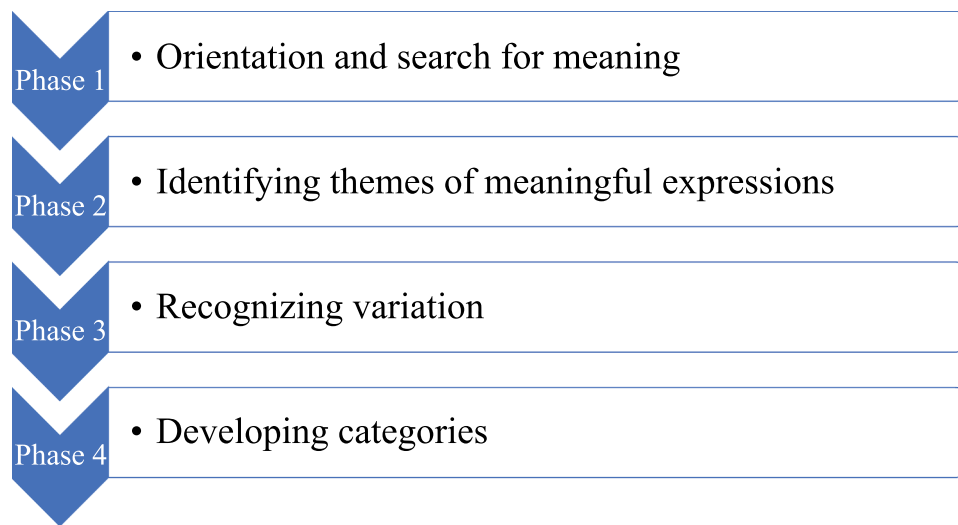 Phase 1
• Orientation and search for meaning
Phase 2
• Identifying themes of meaningful expressions
Phase 3
• Recognizing variation
Phase 4
• Developing categories